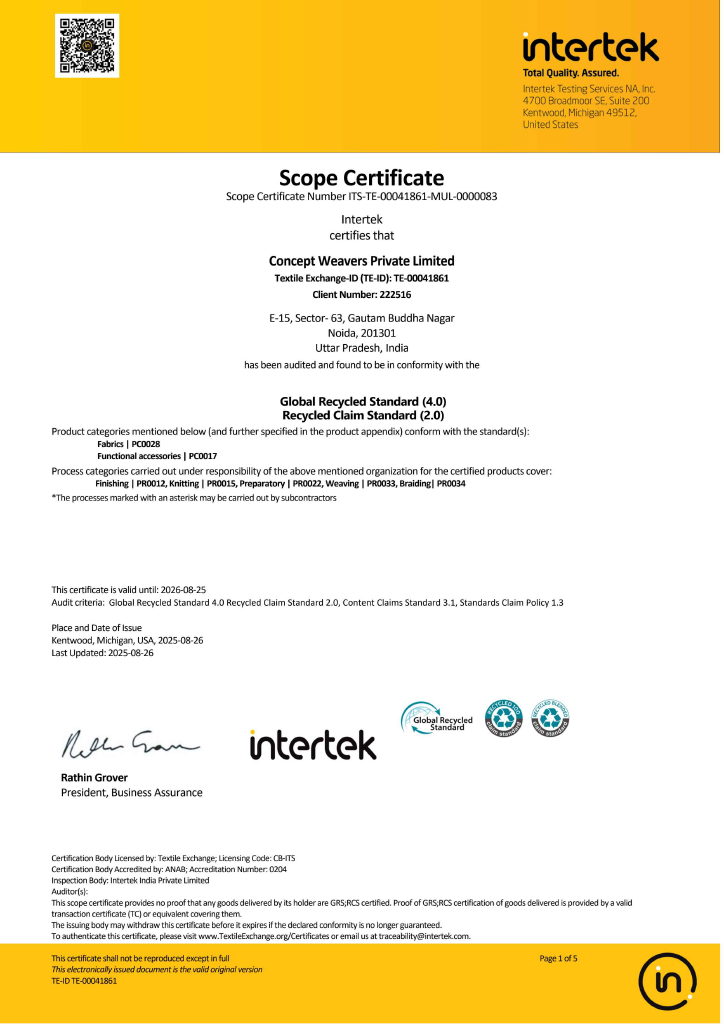 intertek
Total Quality. Assured.
Intertek Testing Services NA, Inc.
4700 Broadmoor SE, Suite 200
Kentwood, Michigan 49512,
United States
Scope Certificate
Scope Certificate Number ITS-TE-00041861-MUL-0000083
Intertek
certifies that
Concept Weavers Private Limited
Textile Exchange-ID (TE-ID): TE-00041861
Client Number: 222516
E-15, Sector- 63, Gautam Buddha Nagar
Noida, 201301
Uttar Pradesh, India
has been audited and found to be in conformity with the
Global Recycled Standard (4.0)
Recycled Claim Standard (2.0)
Product categories mentioned below (and further specified in the product appendix) conform with the standard(s):
Fabrics | PC0028
Functional accessories | PC0017
Process categories carried out under responsibility of the above mentioned organization for the certified products cover:
Finishing | PR0012, Knitting | PR0015, Preparatory | PR0022, Weaving | PR0033, Braiding| PR0034
*The processes marked with an asterisk may be carried out by subcontractors
This certificate is valid until: 2026-08-25
Audit criteria:  Global Recycled Standard 4.0 Recycled Claim Standard 2.0, Content Claims Standard 3.1, Standards Claim Policy 1.3
Place and Date of Issue
Kentwood, Michigan, USA, 2025-08-26
Last Updated: 2025-08-26
Global Recycled
Standard
RECYCLED 100
claim standard
RECYCLED BLENDED
claim standard
Rathin Grover
intertek
Rathin Grover
President, Business Assurance
Certification Body Licensed by: Textile Exchange; Licensing Code: CB-ITS
Certification Body Accredited by: ANAB; Accreditation Number: 0204
Inspection Body: Intertek India Private Limited
Auditor(s):
This scope certificate provides no proof that any goods delivered by its holder are GRS;RCS certified. Proof of GRS;RCS certification of goods delivered is provided by a valid
transaction certificate (TC) or equivalent covering them.
The issuing body may withdraw this certificate before it expires if the declared conformity is no longer guaranteed.
To authenticate this certificate, please visit www.TextileExchange.org/Certificates or email us at traceability@intertek.com.
This certificate shall not be reproduced except in full
Page 1 of 5
This electronically issued document is the valid original version
TE-ID TE-00041861
in